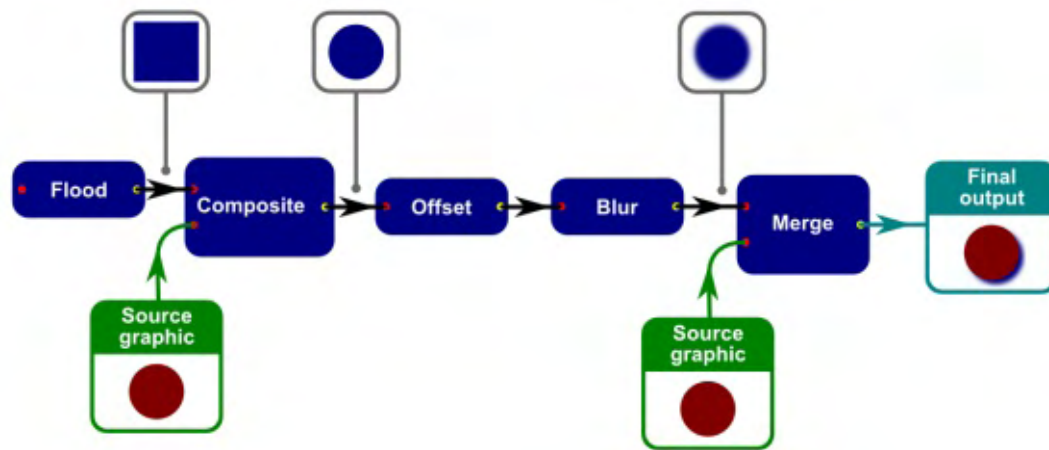 Flood
Composite
Offset
Blur
Merge
Final
output
Source
graphic
Source
graphic